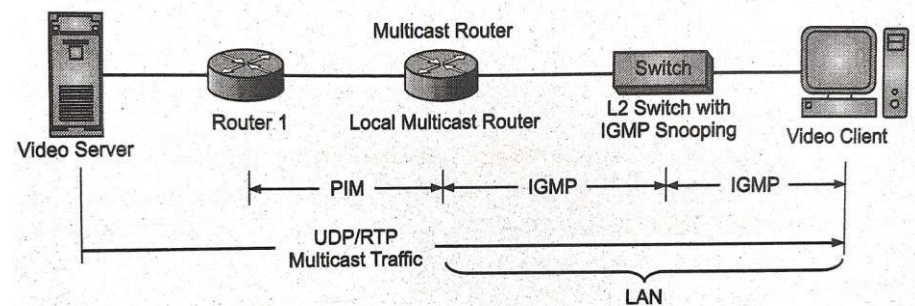 Multicast Router
Switch
Video Server
Router 1
Local Multicast Router
L2 Switch with
IGMP Snooping
Video Client
PIM
IGMP
IGMP
UDP/RTP
Multicast Traffic
LAN